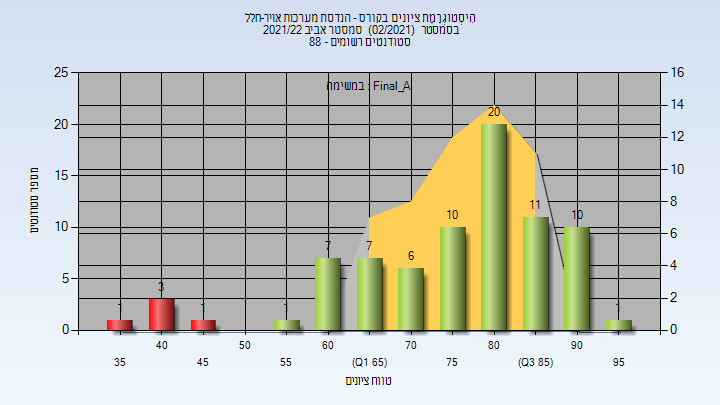 היסטוגרמת ציונים בקורס - הנדסת מערכות אויר-חלל
בסמסטר (02/2021) סמסטר אביב 2021/22
סטודנטים רשומים - 88
במשימה : Final_A
25 20 15 10 5 0
מספר סטודנטים
16 14 12 10 8 6 4 2 0
1 3 1 1 7 7 6 10 20 11 10 1
40 50 60 70 80 90
35 45 55 (Q1 65) 75 (Q3 85) 95
טווח ציונים